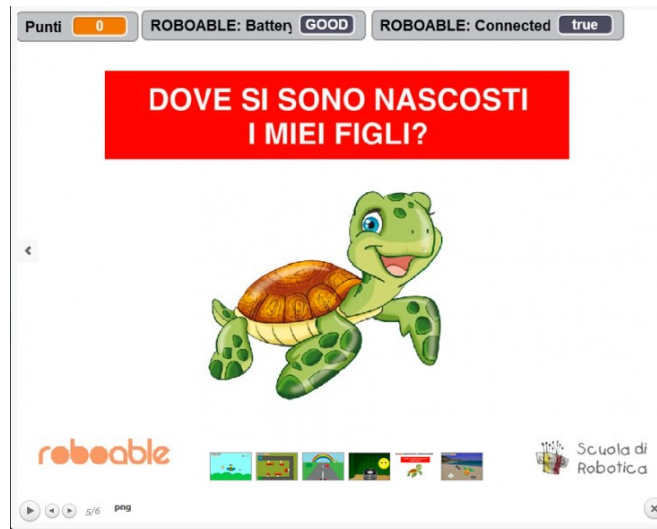 Punti 0 ROBOABLE: Battery GOOD ROBOABLE: Connected true
DOVE SI SONO NASCOSTI
I MIEI FIGLI?
roboable
Scuola di
Robotica
5/6 png